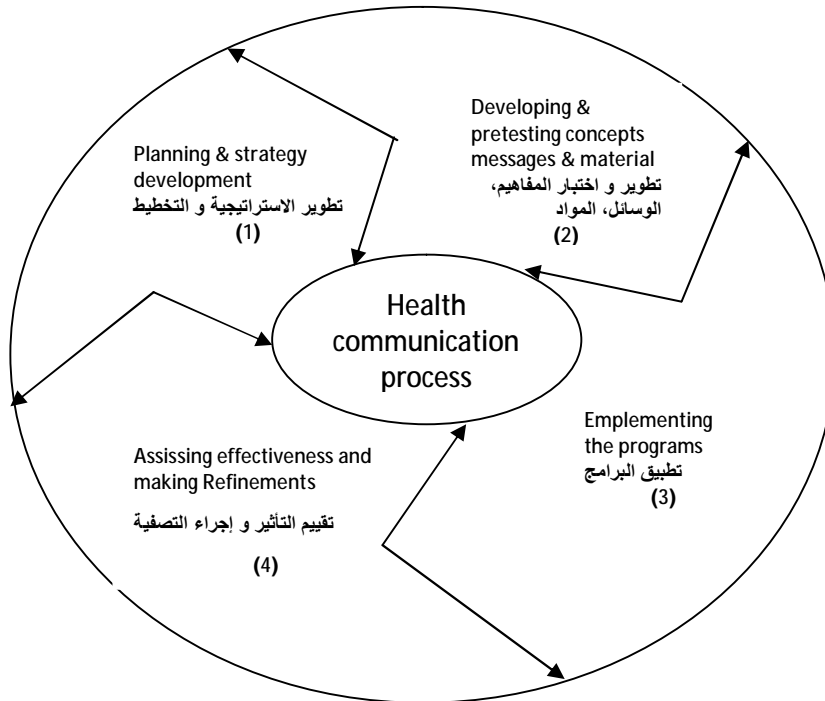 Planning & strategy
development
تطوير الاستراتيجية و التخطيط
(1)
Developing &
pretesting concepts
messages & material
تطوير و اختبار المفاهيم،
الوسائل، المواد
(2)
Health
communication
process
Emplementing
the programs
تطبيق البرامج
(3)
Assissing effectiveness and
making Refinements
تقييم التأثير و إجراء التصفية
(4)